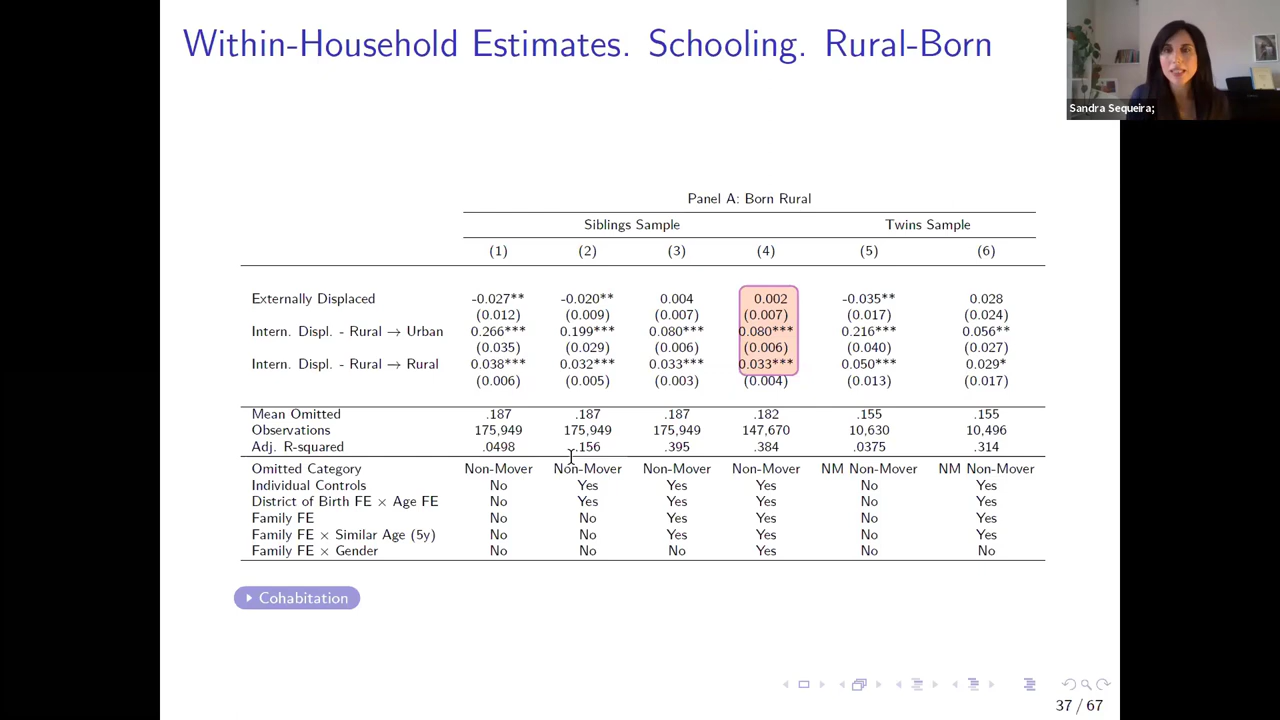 Within-Household Estimates. Schooling. Rural-Born
Sandra Sequeira;
Panel A: Born Rural
Siblings Sample Twins Sample
(1) (2) (3) (4) (5) (6)
Externally Displaced -0.027** -0.020** 0.004 0.002 -0.035** 0.028
(0.012) (0.009) (0.007) (0.007) (0.017) (0.024)
Intern. Displ. - Rural → Urban 0.266*** 0.199*** 0.080*** 0.080*** 0.216*** 0.056**
(0.035) (0.029) (0.006) (0.006) (0.040) (0.027)
Intern. Displ. - Rural → Rural 0.038*** 0.032*** 0.033*** 0.033*** 0.050*** 0.029*
(0.006) (0.005) (0.003) (0.004) (0.013) (0.017)
Mean Omitted .187 .187 .187 .182 .155 .155
Observations 175,949 175,949 175,949 147,670 10,630 10,496
Adj. R-squared .0498 .156 .395 .384 .0375 .314
Omitted Category Non-Mover Non-Mover Non-Mover Non-Mover NM Non-Mover NM Non-Mover
Individual Controls No Yes Yes Yes No Yes
District of Birth FE × Age FE No Yes Yes Yes No Yes
Family FE No No Yes Yes No Yes
Family FE × Similar Age (5y) No No Yes Yes No Yes
Family FE × Gender No No No Yes No No
Cohabitation
37 / 67